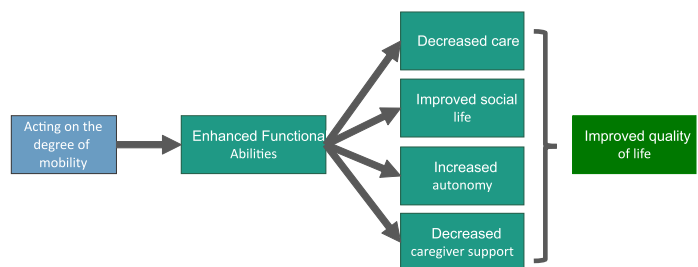 Acting on the
degree of
mobility
Enhanced Functiona
Abilities
Decreased care
Improved social
life
Increased
autonomy
Decreased
caregiver support
Improved quality
of life